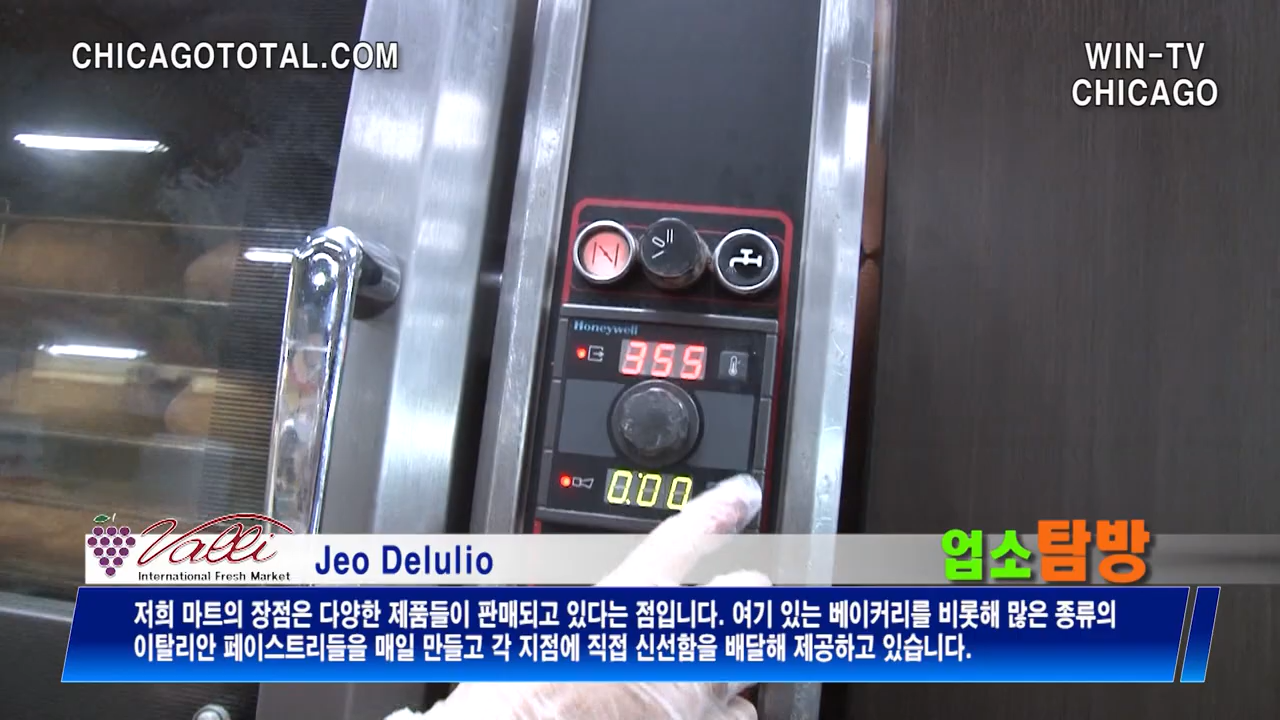 CHICAGOTOTAL.COM
WIN-TV
CHICAGO
Honeywell
355
0.00
Valli
International Fresh Market
Jeo Delulio
업소탐방
저희 마트의 장점은 다양한 제품들이 판매되고 있다는 점입니다. 여기 있는 베이커리를 비롯해 많은 종류의
이탈리안 페이스트리들을 매일 만들고 각 지점에 직접 신선함을 배달해 제공하고 있습니다.